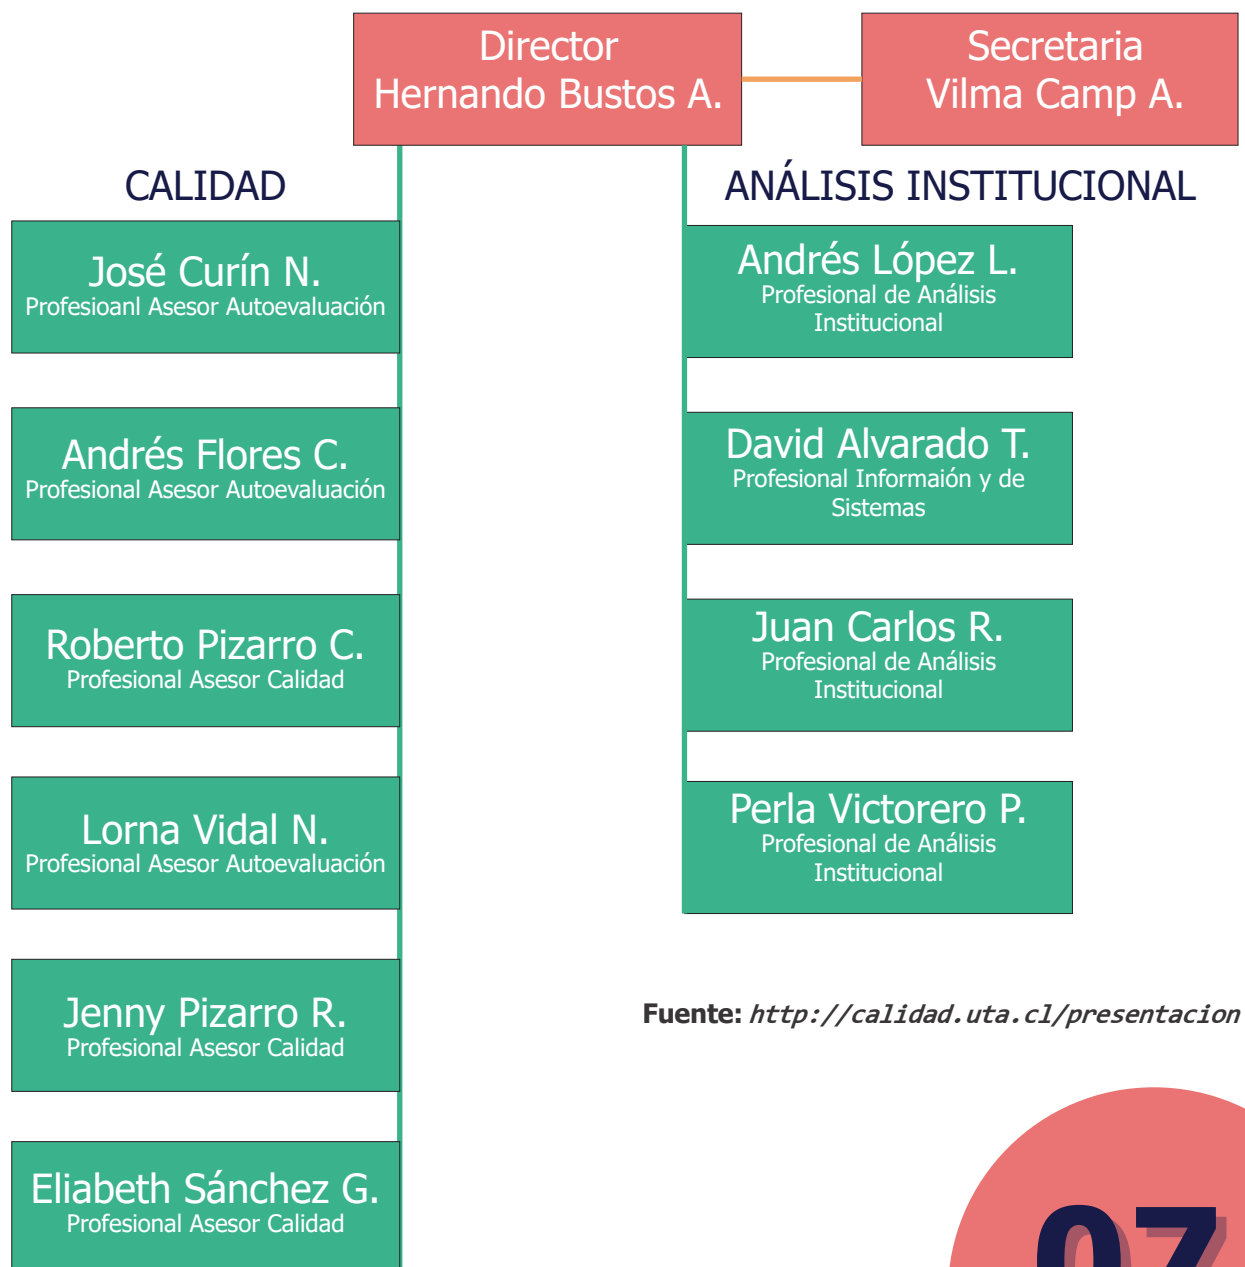 Director
Hernando Bustos A.
Secretaria
Vilma Camp A.
CALIDAD
José Curín N.
Profesioanl Asesor Autoevaluación
Andrés Flores C.
Profesional Asesor Autoevaluación
Roberto Pizarro C.
Profesional Asesor Calidad
Lorna Vidal N.
Profesional Asesor Autoevaluación
Jenny Pizarro R.
Profesional Asesor Calidad
Eliabeth Sánchez G.
Profesional Asesor Calidad
ANÁLISIS INSTITUCIONAL
Andrés López L.
Profesional de Análisis
Institucional
David Alvarado T.
Profesional Informaión y de
Sistemas
Juan Carlos R.
Profesional de Análisis
Institucional
Perla Victorero P.
Profesional de Análisis
Institucional
Fuente: http://calidad.uta.cl/presentacion
07